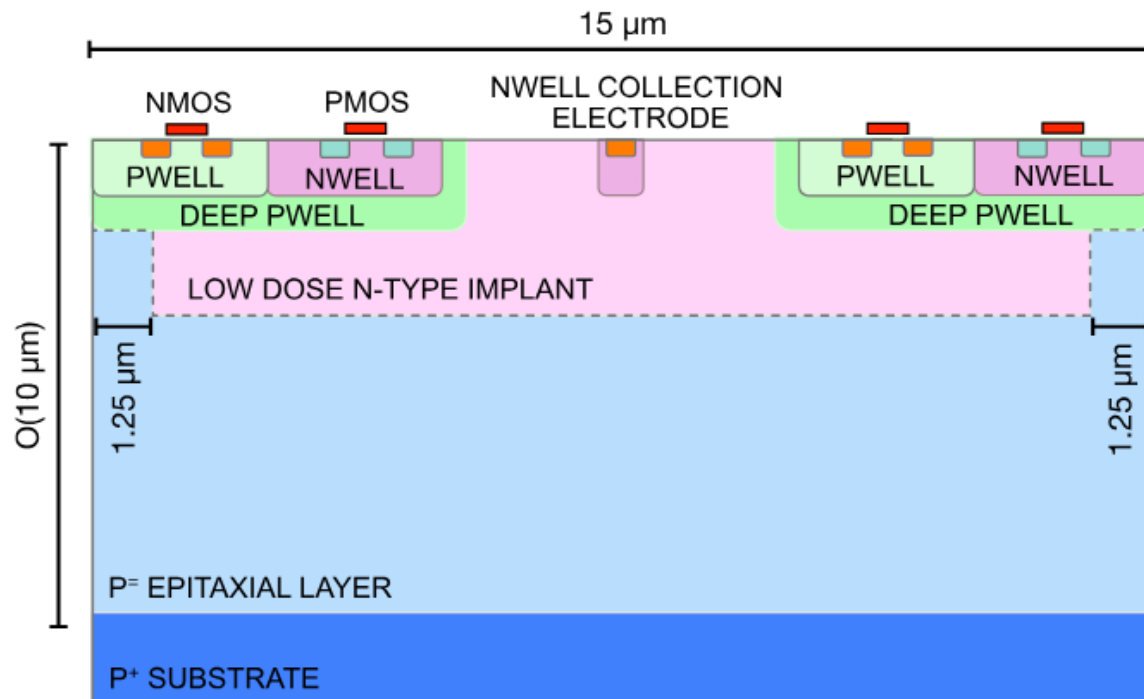 15 µm
NWELL COLLECTION
ELECTRODE
NMOS
PMOS
PWELL
NWELL
PWELL
NWELL
DEEP PWELL
DEEP PWELL
LOW DOSE N-TYPE IMPLANT
O(10 µm)
1.25 µm
1.25 µm
P⁼ EPITAXIAL LAYER
P⁺ SUBSTRATE